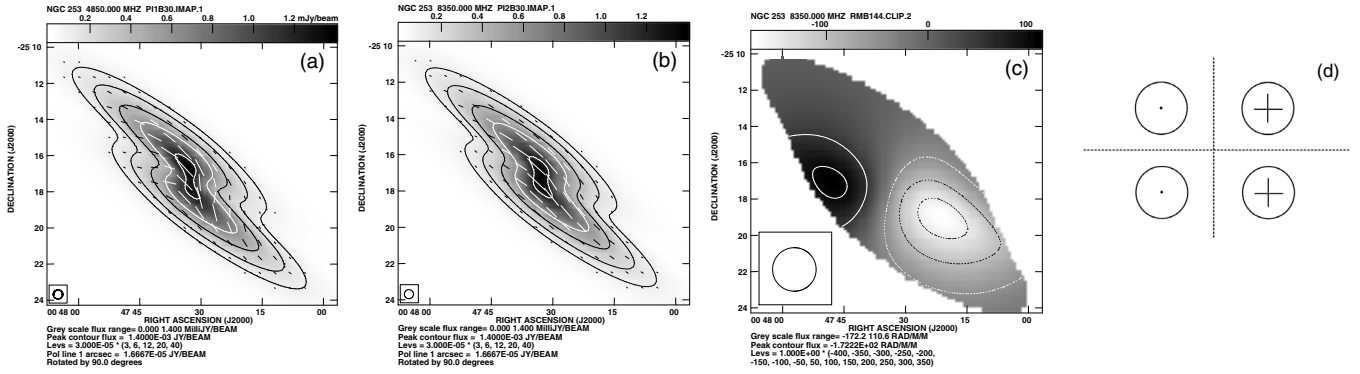 NGC 253 4850.000 MHZ PI1B30.IMAP.1
0.2 0.4 0.6 0.8 1.0 1.2 mJy/beam
(a)
-25 10
12
14
16
18
20
22
24
DECLINATION (J2000)
00 48 00 47 45 30 15 00
RIGHT ASCENSION (J2000)
Grey scale flux range= 0.000 1.400 MilliJY/BEAM
Peak contour flux = 1.4000E-03 JY/BEAM
Levs = 3.000E-05 * (3, 6, 12, 20, 40)
Pol line 1 arcsec = 1.6667E-05 JY/BEAM
Rotated by 90.0 degrees
NGC 253 8350.000 MHZ PI2B30.IMAP.1
0.2 0.4 0.6 0.8 1.0 1.2
(b)
-25 10
12
14
16
18
20
22
24
DECLINATION (J2000)
00 48 00 47 45 30 15 00
RIGHT ASCENSION (J2000)
Grey scale flux range= 0.000 1.400 MilliJY/BEAM
Peak contour flux = 1.4000E-03 JY/BEAM
Levs = 3.000E-05 * (3, 6, 12, 20, 40)
Pol line 1 arcsec = 1.6667E-05 JY/BEAM
Rotated by 90.0 degrees
NGC 253 8350.000 MHZ RMB144.CLIP.2
-100 0 100
(c)
-25 10
12
14
16
18
20
22
24
DECLINATION (J2000)
00 48 00 47 45 30 15 00
RIGHT ASCENSION (J2000)
Grey scale flux range= -172.2 110.6 RAD/M/M
Peak contour flux = -1.7222E+02 RAD/M/M
Levs = 1.000E+00 * (-400, -350, -300, -250, -200,
-150, -100, -50, 50, 100, 150, 200, 250, 300, 350)
(d)